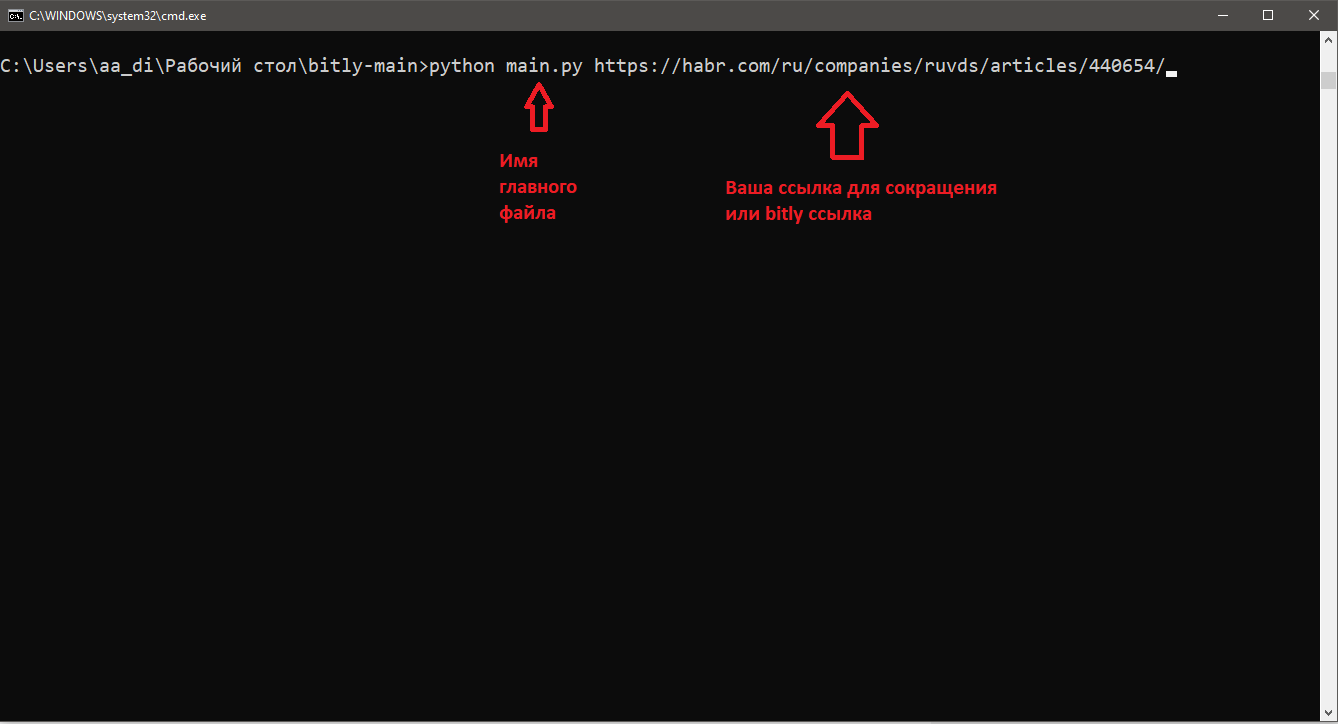 C:\WINDOWS\system32\cmd.exe
C:\Users\aa_di\Рабочий стол\bitly-main>python main.py https://habr.com/ru/companies/ruvds/articles/440654/
Имя
главного
файла
Ваша ссылка для сокращения
или bitly ссылка